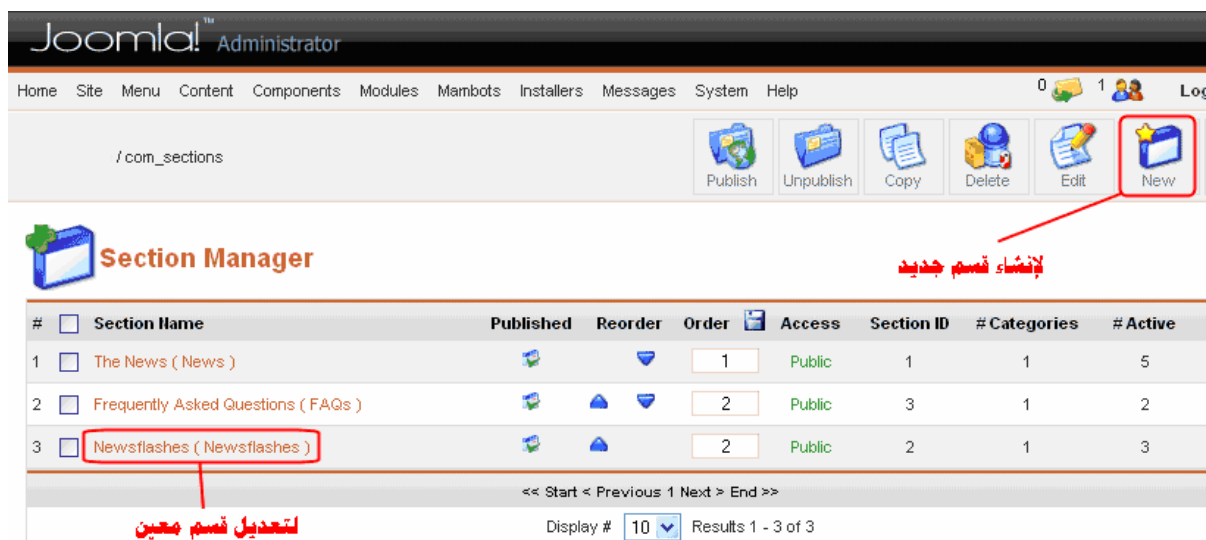 Joomla!™ Administrator
Home Site Menu Content Components Modules Mambots Installers Messages System Help 0 1 Log
/ com_sections
Publish Unpublish Copy Delete Edit New
Section Manager
لإنشاء قسم جديد
# Section Name Published Reorder Order Access Section ID # Categories # Active
1 The News ( News ) 1 Public 1 1 5
2 Frequently Asked Questions ( FAQs ) 2 Public 3 1 2
3 Newsflashes ( Newsflashes ) 2 Public 2 1 3
<< Start < Previous 1 Next > End >>
Display # 10 Results 1 - 3 of 3
لتعديل قسم معين